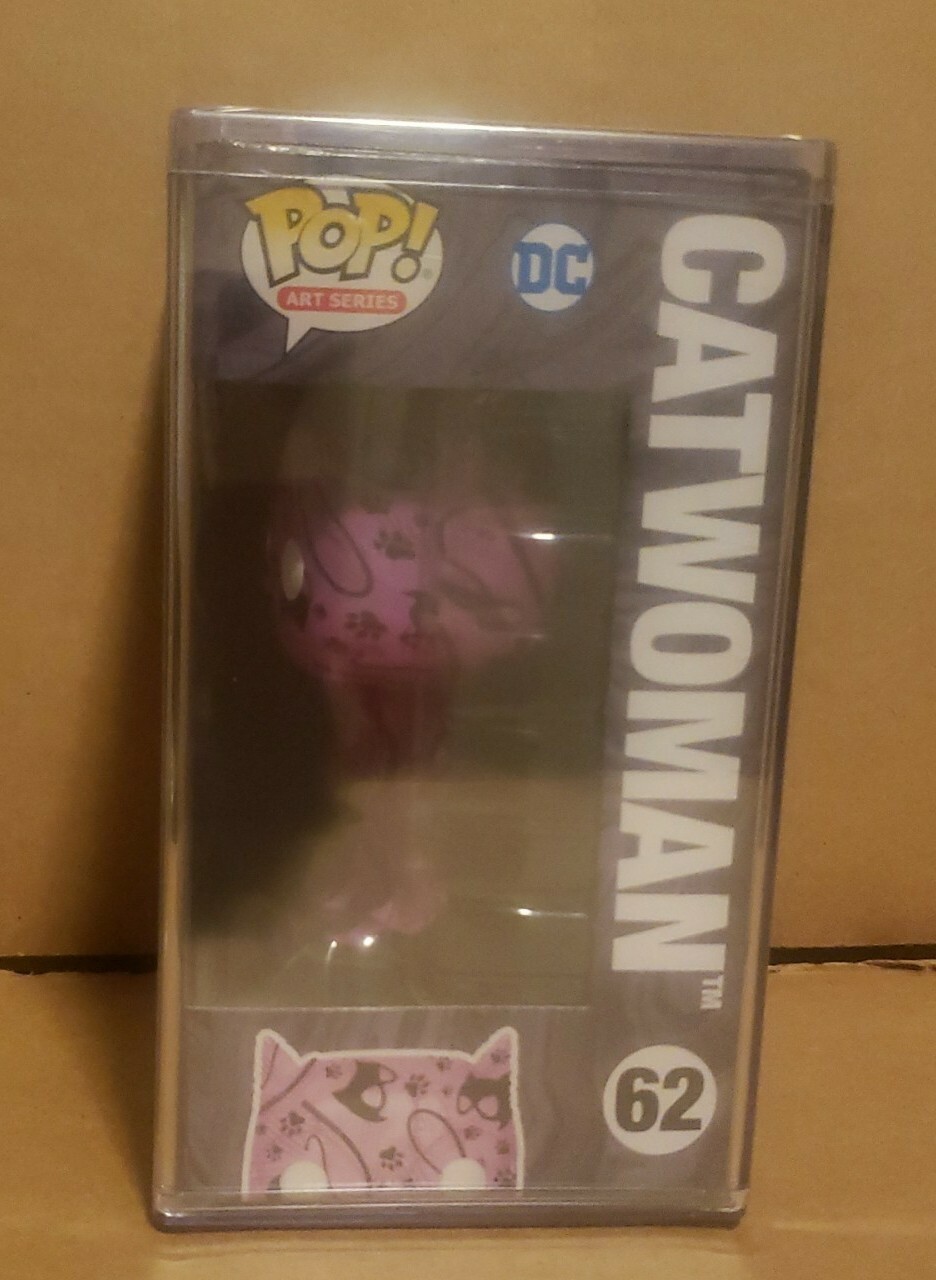 POP!®
ART SERIES
DC
CATWOMAN™
62